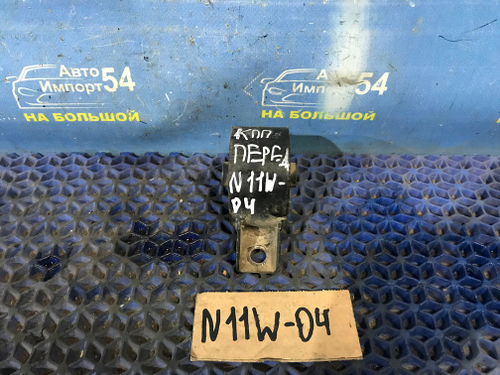 Авто
Импорт54
НА БОЛЬШОЙ
Авто
Импорт54
НА БОЛЬШОЙ
КПП
ПЕРЕД
N11W-
04
N11W-04